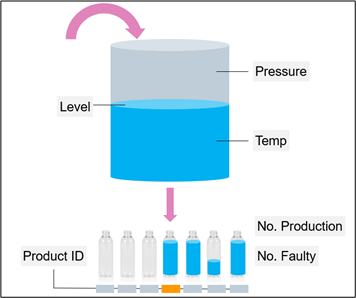 Pressure
Level
Temp
No. Production
Product ID
No. Faulty